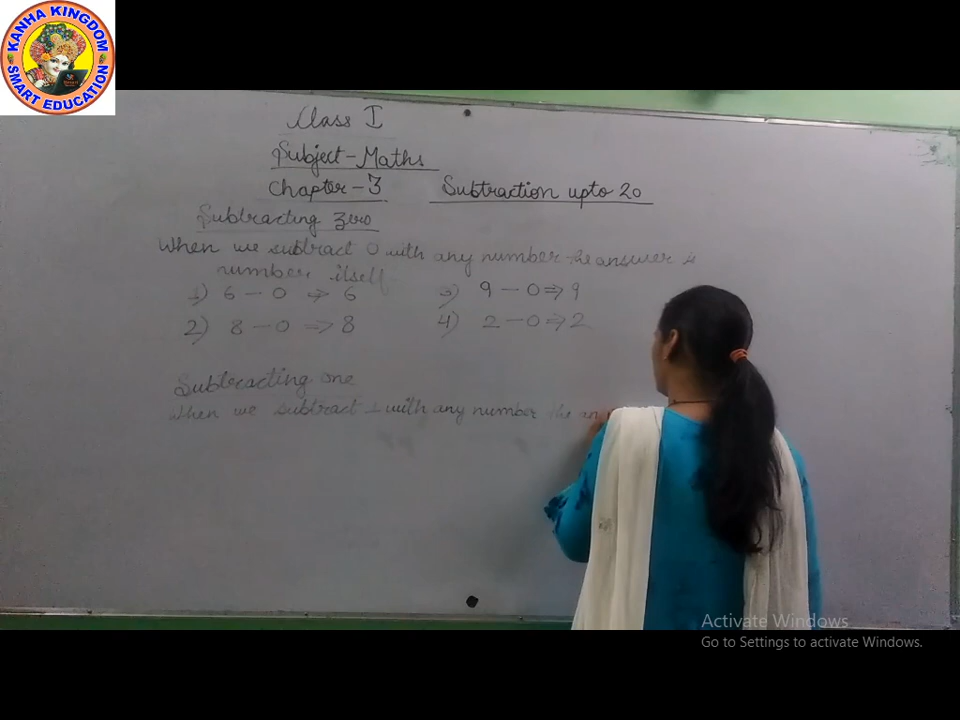 KANHA KINGDOM
SMART EDUCATION
Class I
Subject - Maths
Chapter - 3 Subtraction upto 20
Subtracting zero
When we subtract 0 with any number the answer is
number itself
1) 6 - 0 ⇒ 6 3) 9 - 0 ⇒ 9
2) 8 - 0 ⇒ 8 4) 2 - 0 ⇒ 2
Subtracting one
When we subtract 1 with any number the an
Activate Windows
Go to Settings to activate Windows.